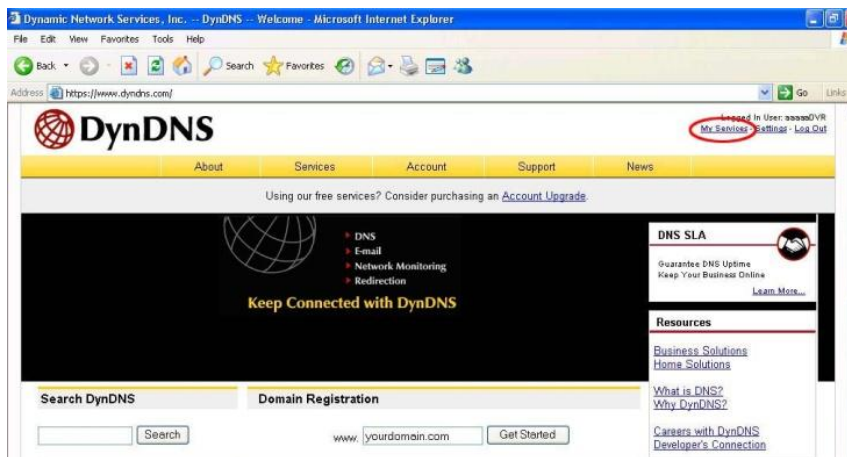 Dynamic Network Services, Inc. -- DynDNS -- Welcome - Microsoft Internet Explorer
File Edit View Favorites Tools Help
Back Search Favorites
Address https://www.dyndns.com/ Go Links
DynDNS
Logged In User: aaaaaDVR
My Services - Settings - Log Out
About Services Account Support News
Using our free services? Consider purchasing an Account Upgrade.
DNS
E-mail
Network Monitoring
Redirection
Keep Connected with DynDNS
DNS SLA
Guarantee DNS Uptime
Keep Your Business Online
Learn More...
Resources
Business Solutions
Home Solutions
What is DNS?
Why DynDNS?
Careers with DynDNS
Developer's Connection
Search DynDNS
Search
Domain Registration
www. yourdomain.com Get Started